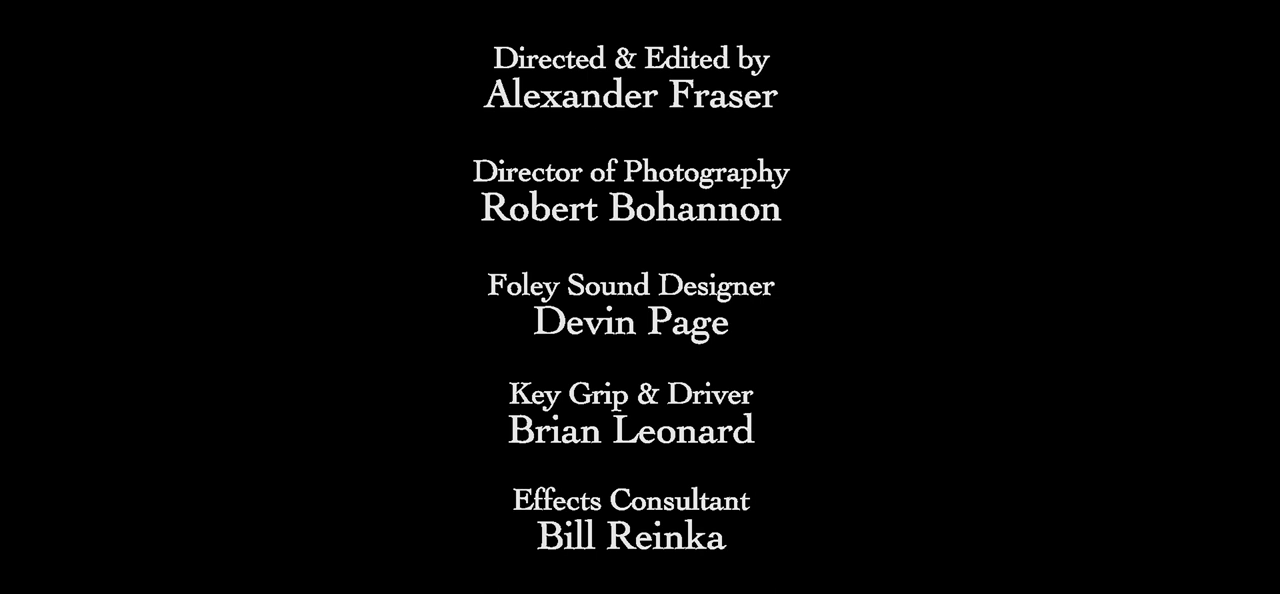 Directed & Edited by
Alexander Fraser
Director of Photography
Robert Bohannon
Foley Sound Designer
Devin Page
Key Grip & Driver
Brian Leonard
Effects Consultant
Bill Reinka